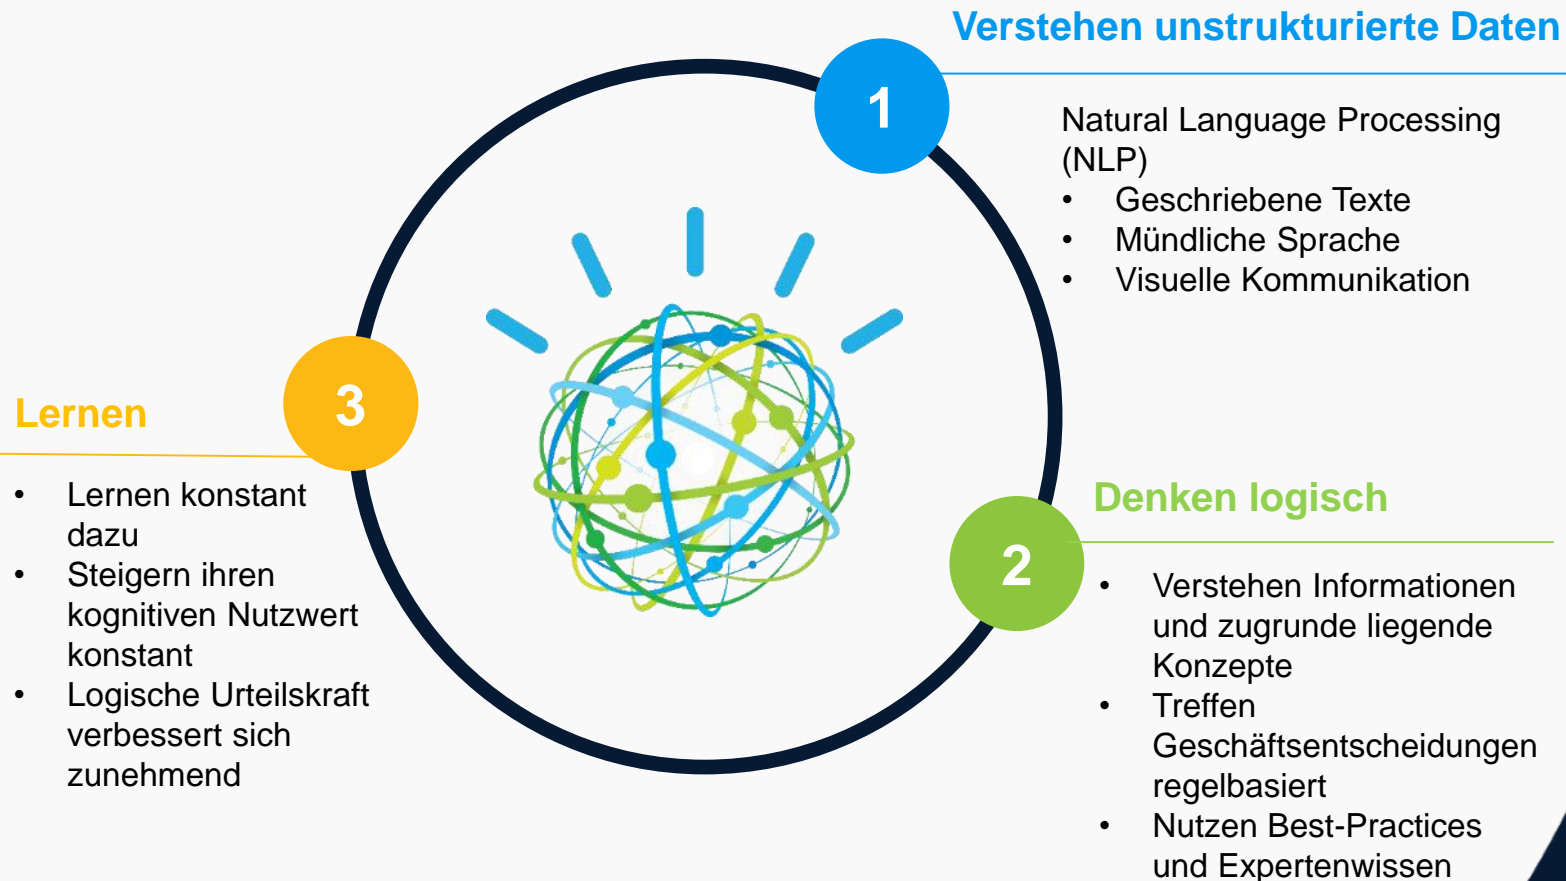 Verstehen unstrukturierte Daten
1
Natural Language Processing
(NLP)
• Geschriebene Texte
• Mündliche Sprache
• Visuelle Kommunikation
2
Denken logisch
• Verstehen Informationen
und zugrunde liegende
Konzepte
• Treffen
Geschäftsentscheidungen
regelbasiert
• Nutzen Best-Practices
und Expertenwissen
3
Lernen
• Lernen konstant
dazu
• Steigern ihren
kognitiven Nutzwert
konstant
• Logische Urteilskraft
verbessert sich
zunehmend